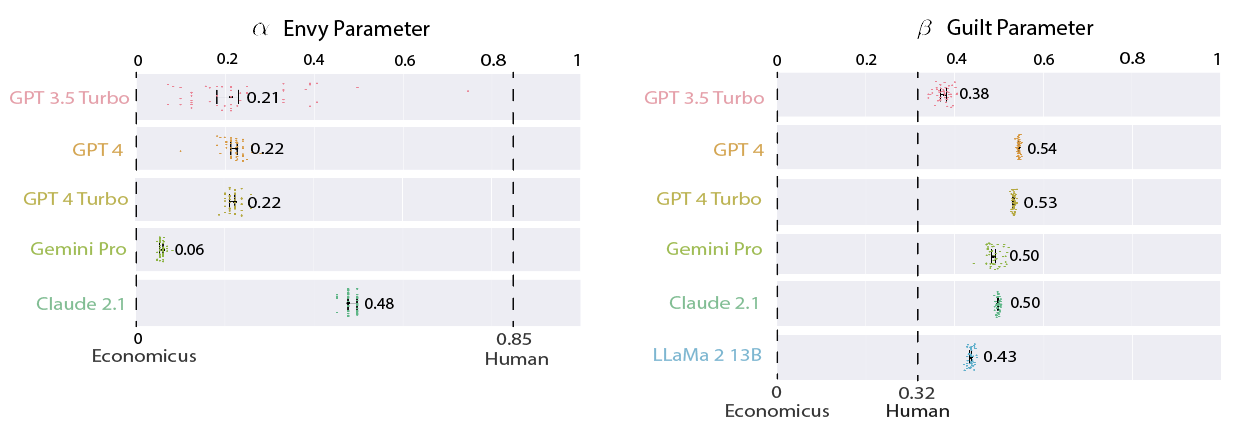 α Envy Parameter
0 0.2 0.4 0.6 0.8 1
GPT 3.5 Turbo 0.21
GPT 4 0.22
GPT 4 Turbo 0.22
Gemini Pro 0.06
Claude 2.1 0.48
0 0.85
Economicus Human
β Guilt Parameter
0 0.2 0.4 0.6 0.8 1
GPT 3.5 Turbo 0.38
GPT 4 0.54
GPT 4 Turbo 0.53
Gemini Pro 0.50
Claude 2.1 0.50
LLaMa 2 13B 0.43
0 0.32
Economicus Human